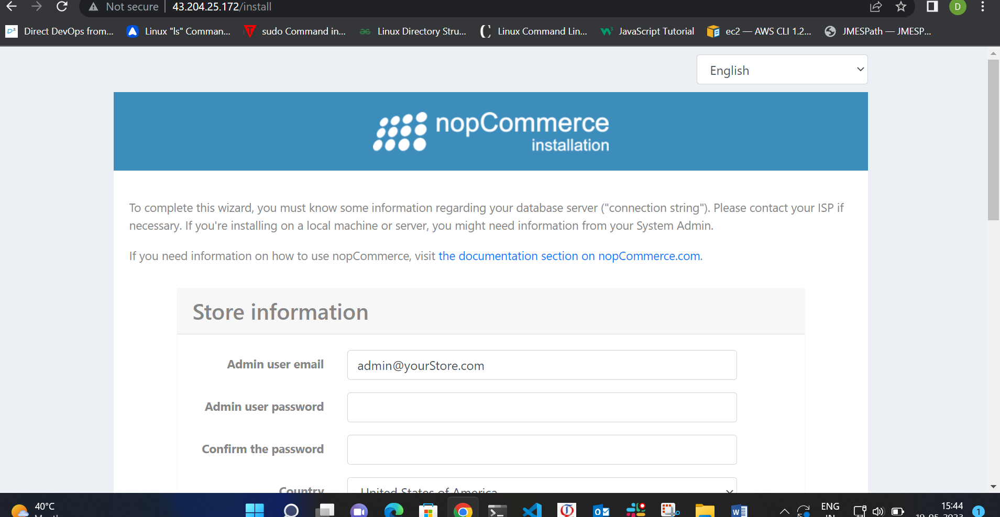 Not secure 43.204.25.172/install
D
D² Direct DevOps from... Linux "ls" Comman... sudo Command in... Linux Directory Stru... Linux Command Lin... JavaScript Tutorial ec2 — AWS CLI 1.2... JMESPath — JMESP...
English
nopCommerce
installation
To complete this wizard, you must know some information regarding your database server ("connection string"). Please contact your ISP if
necessary. If you're installing on a local machine or server, you might need information from your System Admin.
If you need information on how to use nopCommerce, visit the documentation section on nopCommerce.com.
Store information
Admin user email admin@yourStore.com
Admin user password
Confirm the password
Country United States of America
40°C
ENG
IN
15:44
19-05-2023
1